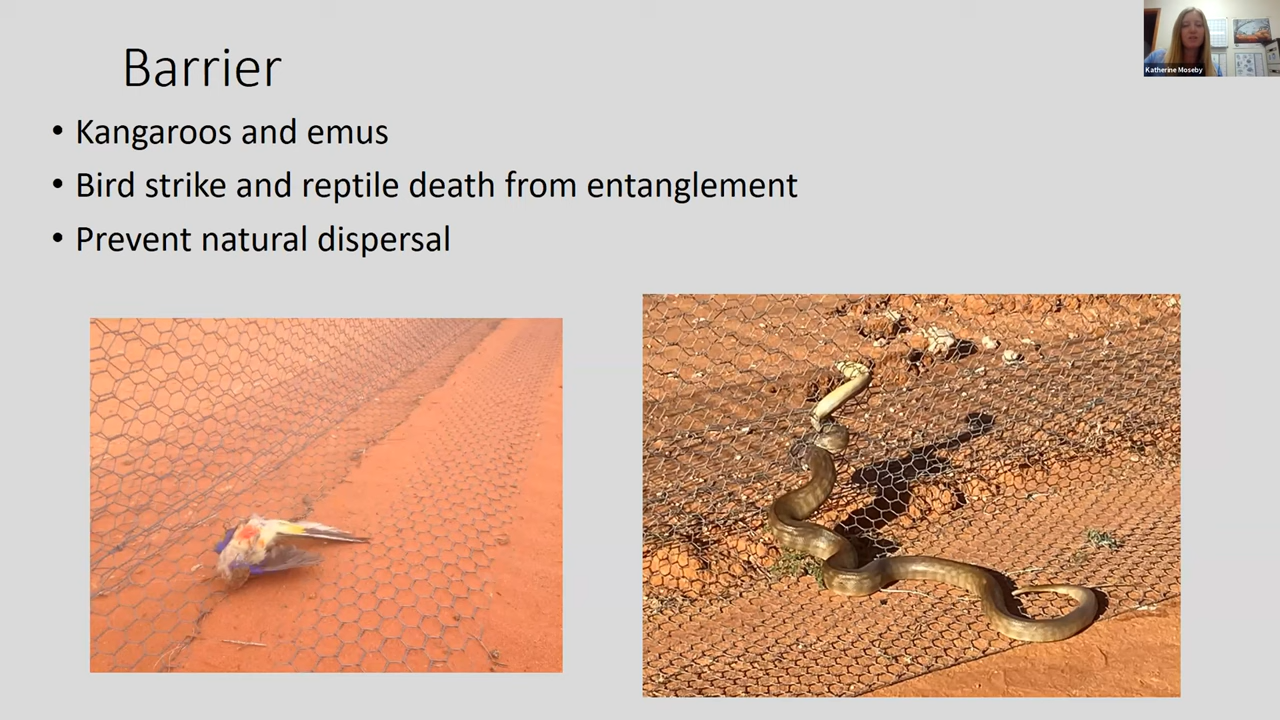 Barrier
• Kangaroos and emus
• Bird strike and reptile death from entanglement
• Prevent natural dispersal
Katherine Moseby